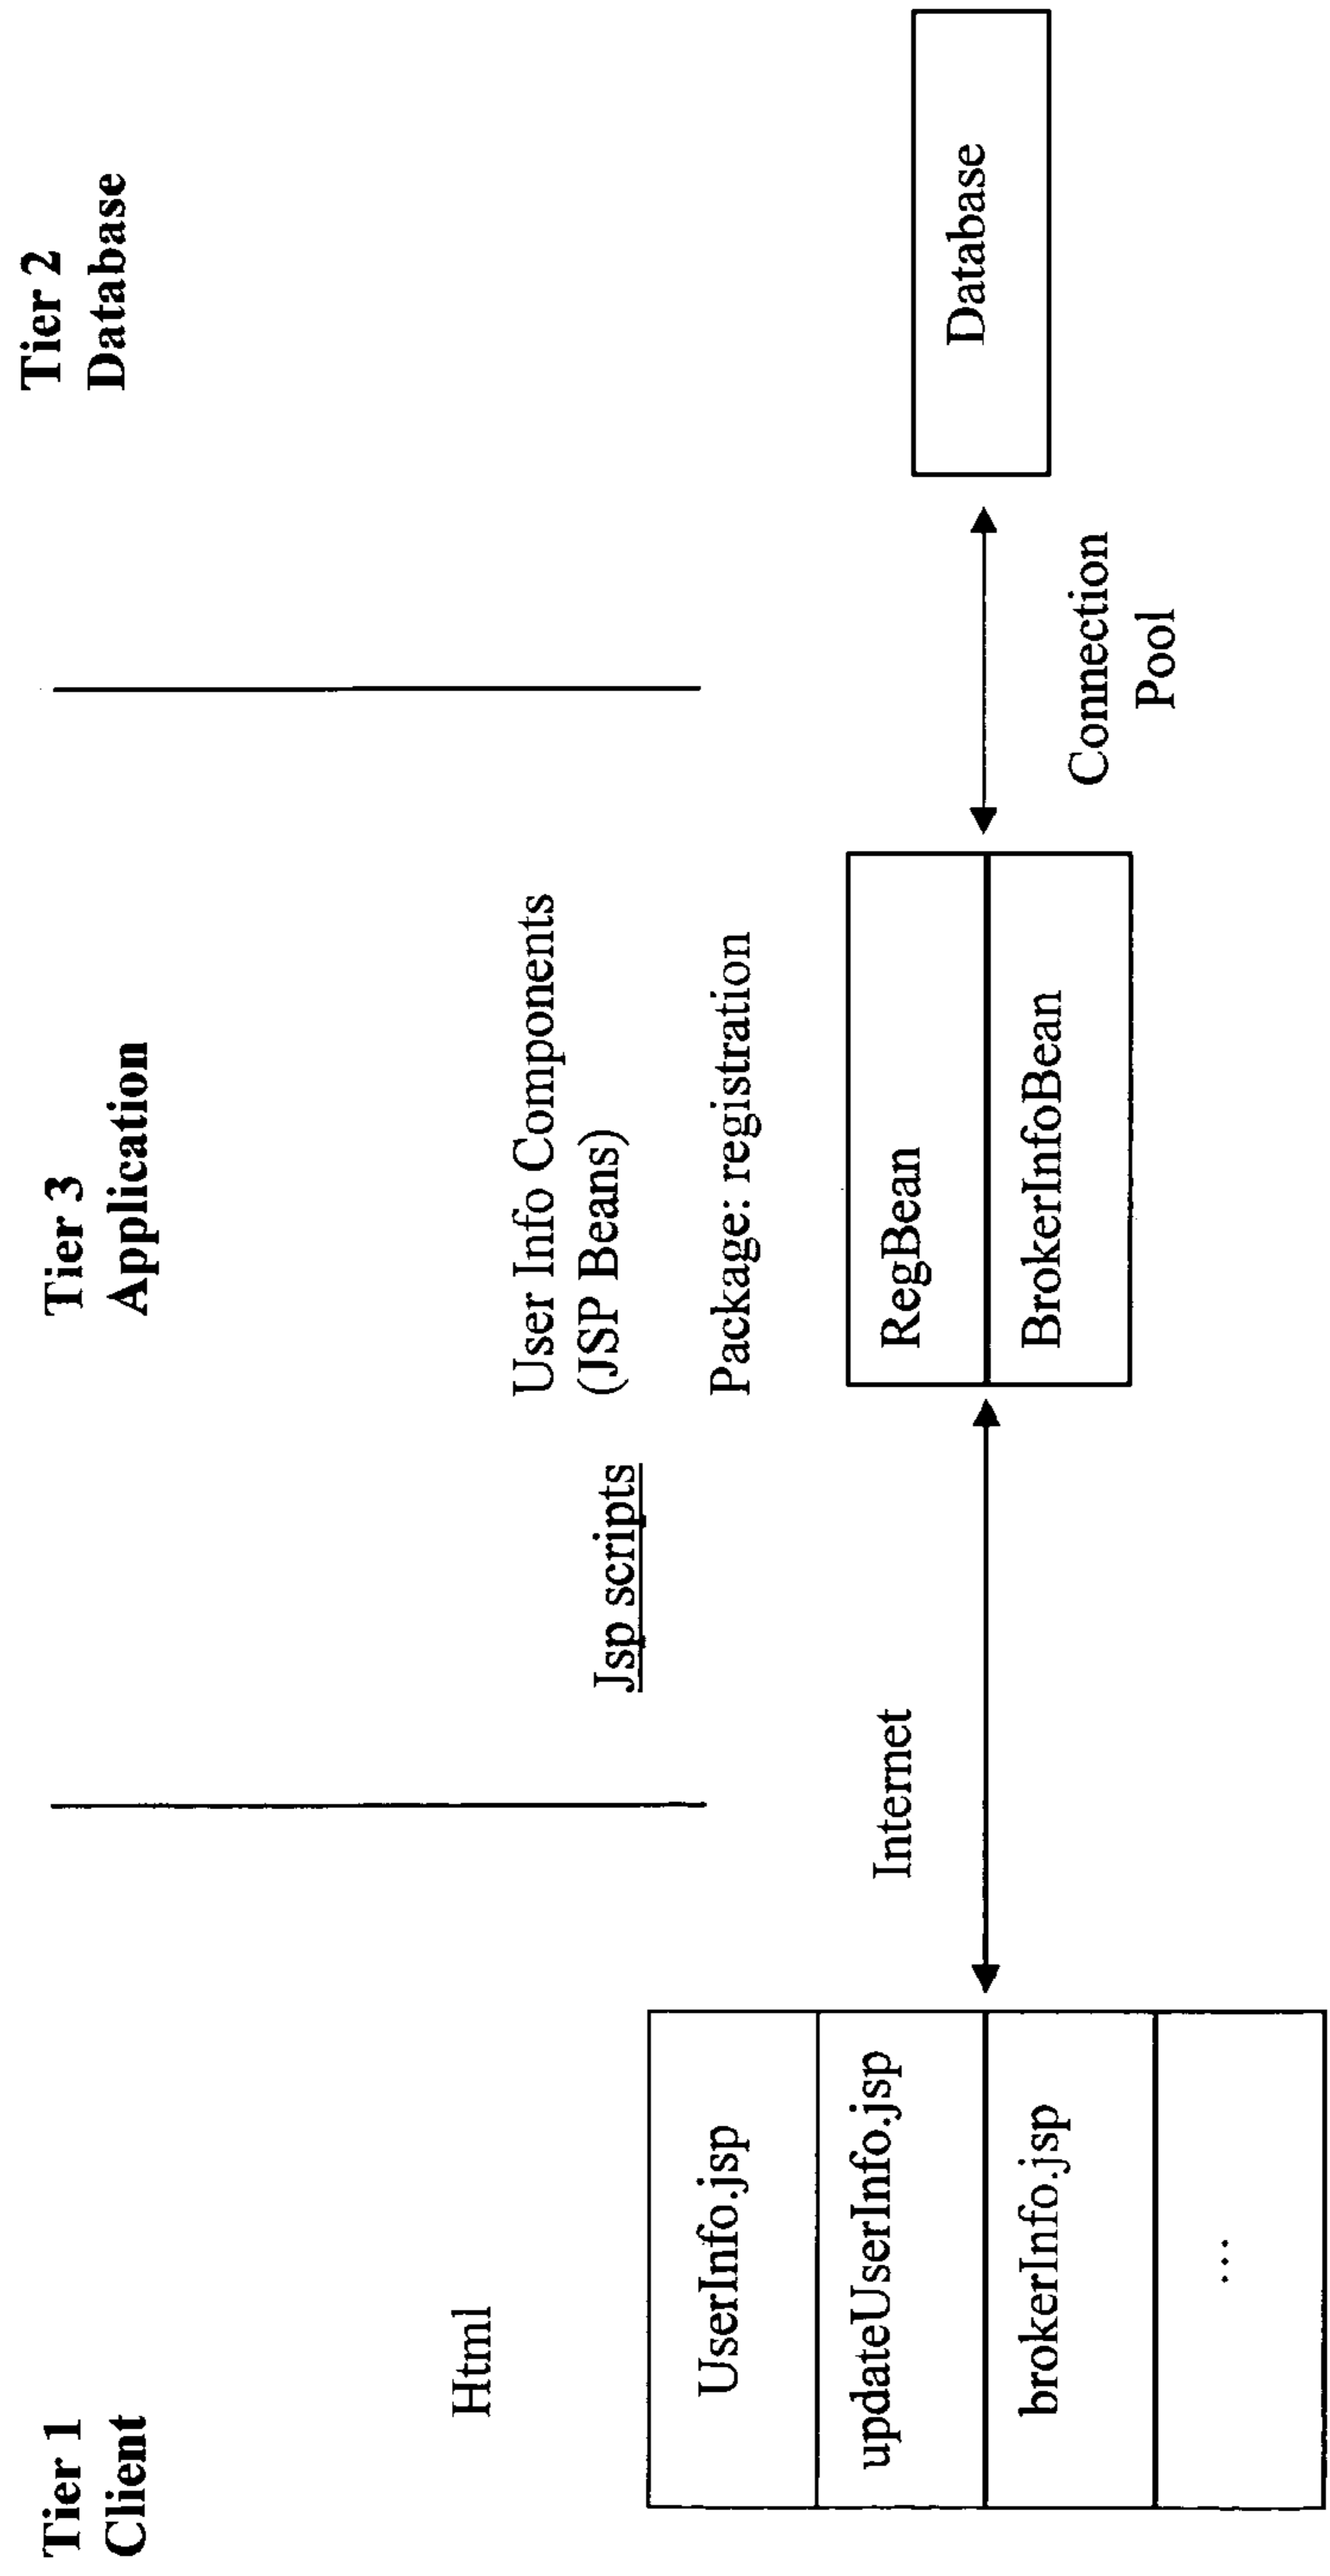 Tier 1
Client
Tier 3
Application
Tier 2
Database
Html
User Info Components
(JSP Beans)
Jsp scripts
Package: registration
UserInfo.jsp
updateUserInfo.jsp
brokerInfo.jsp
...
Internet
RegBean
BrokerInfoBean
Connection
Pool
Database